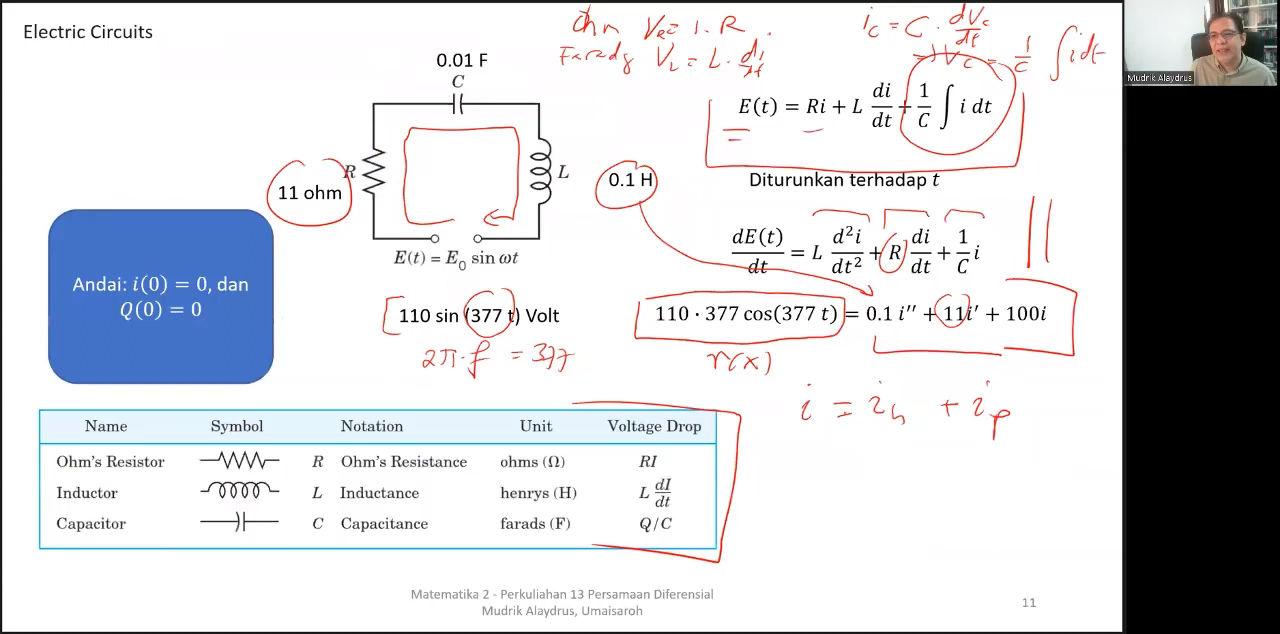 Electric Circuits
0.01 F
C
R
11 ohm
L
0.1 H
E(t) = E₀ sin ωt
[110 sin (377 t) Volt
2π·f = 377
Andai: i(0) = 0, dan
Q(0) = 0
Ohm V_R = I . R
Farady V_L = L . di/dt
i_c = C . dV_c/dt
→ V_c = 1/C ∫ i dt
E(t) = Ri + L di/dt + 1/C ∫ i dt
Diturunkan terhadap t
dE(t)/dt = L d²i/dt² + R di/dt + 1/C i
110 · 377 cos(377 t) = 0.1 i′′ + 11i′ + 100i
r(x)
i = i_h + i_p
Name Symbol Notation Unit Voltage Drop
Ohm's Resistor R Ohm's Resistance ohms (Ω) RI
Inductor L Inductance henrys (H) L dI/dt
Capacitor C Capacitance farads (F) Q/C
Matematika 2 - Perkuliahan 13 Persamaan Diferensial
Mudrik Alaydrus, Umaisaroh
11
Mudrik Alaydrus